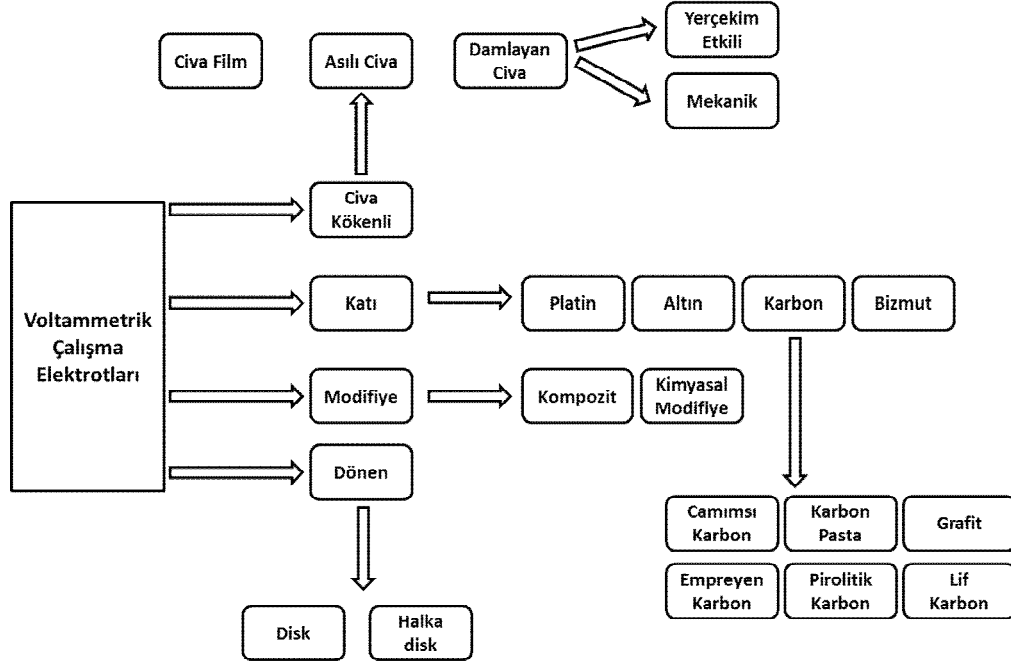 Civa Film
Asılı Civa
Damlayan
Civa
Yerçekim
Etkili
Mekanik
Civa
Kökenli
Voltammetrik
Çalışma
Elektrotları
Katı
Platin
Altın
Karbon
Bizmut
Modifiye
Kompozit
Kimyasal
Modifiye
Dönen
Camımsı
Karbon
Karbon
Pasta
Grafit
Empreyen
Karbon
Pirolitik
Karbon
Lif
Karbon
Disk
Halka
disk